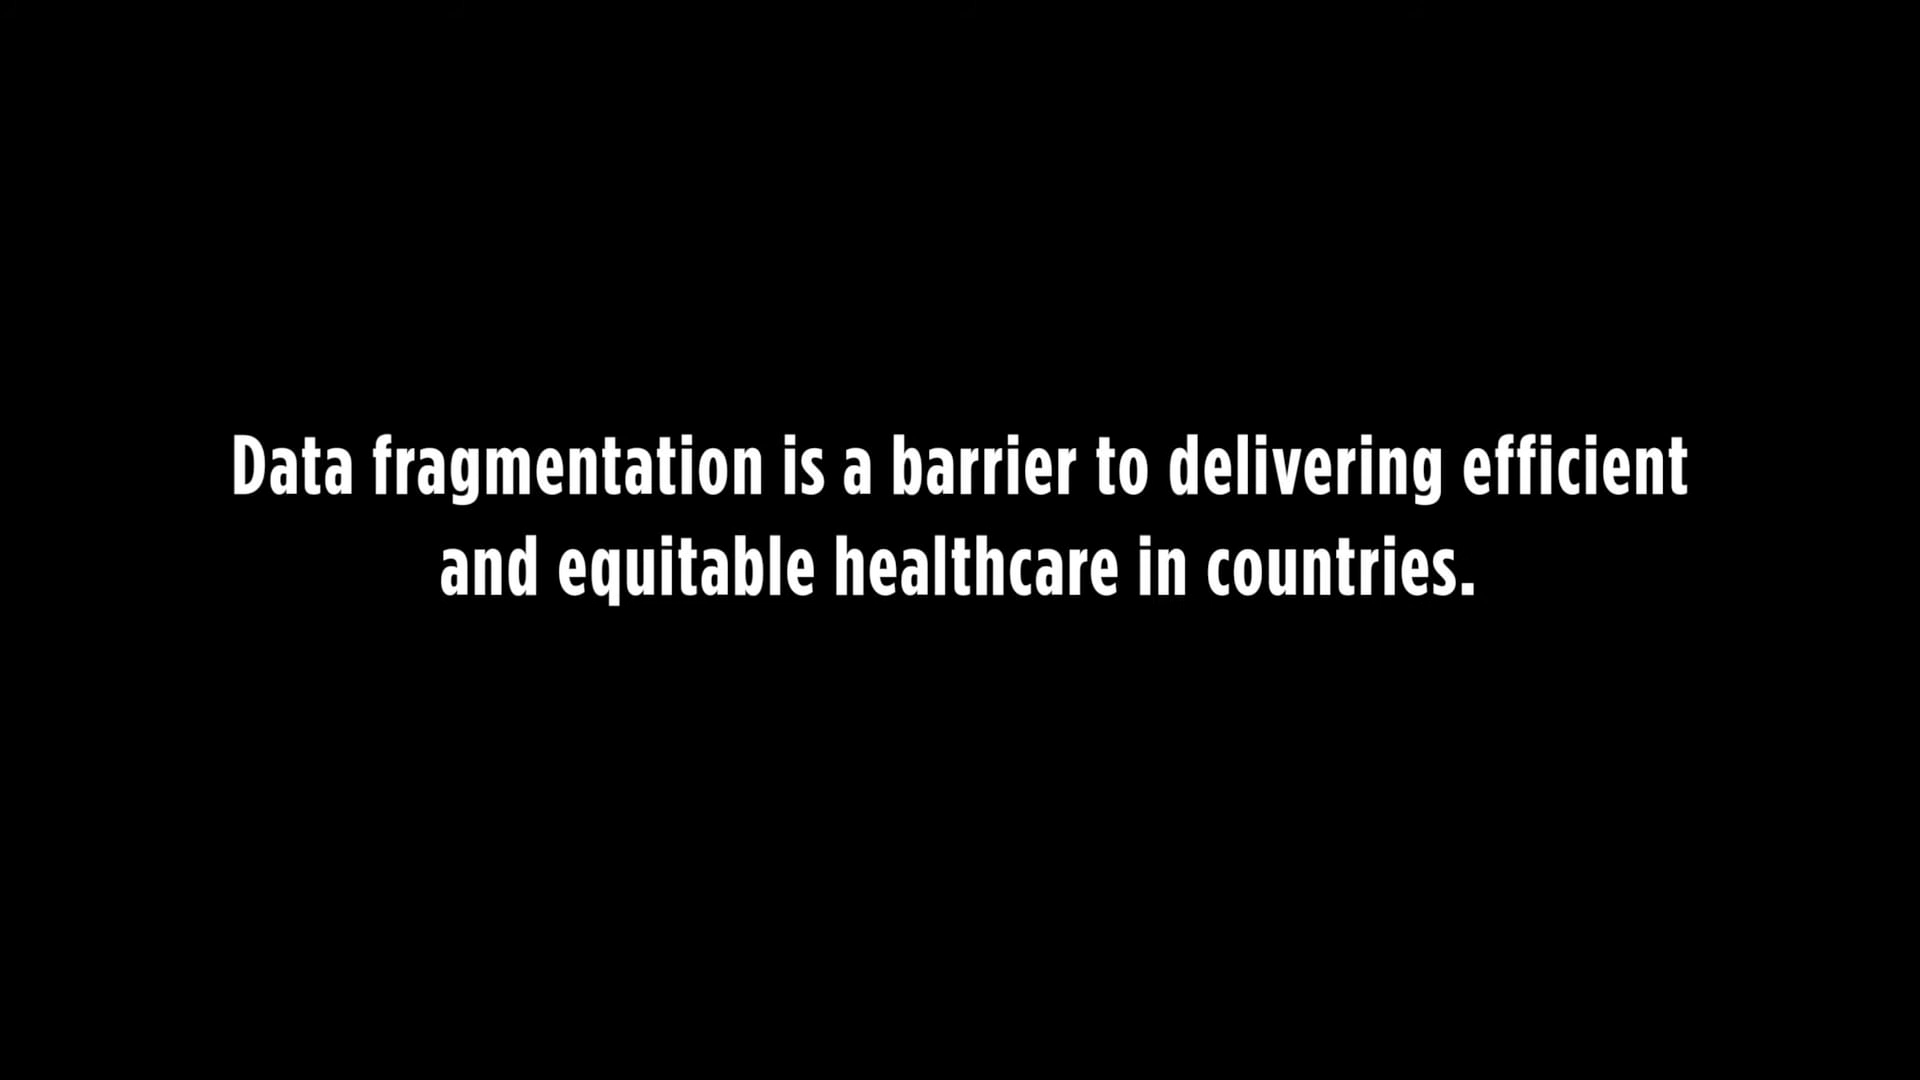 Data fragmentation is a barrier to delivering efficient
and equitable healthcare in countries.